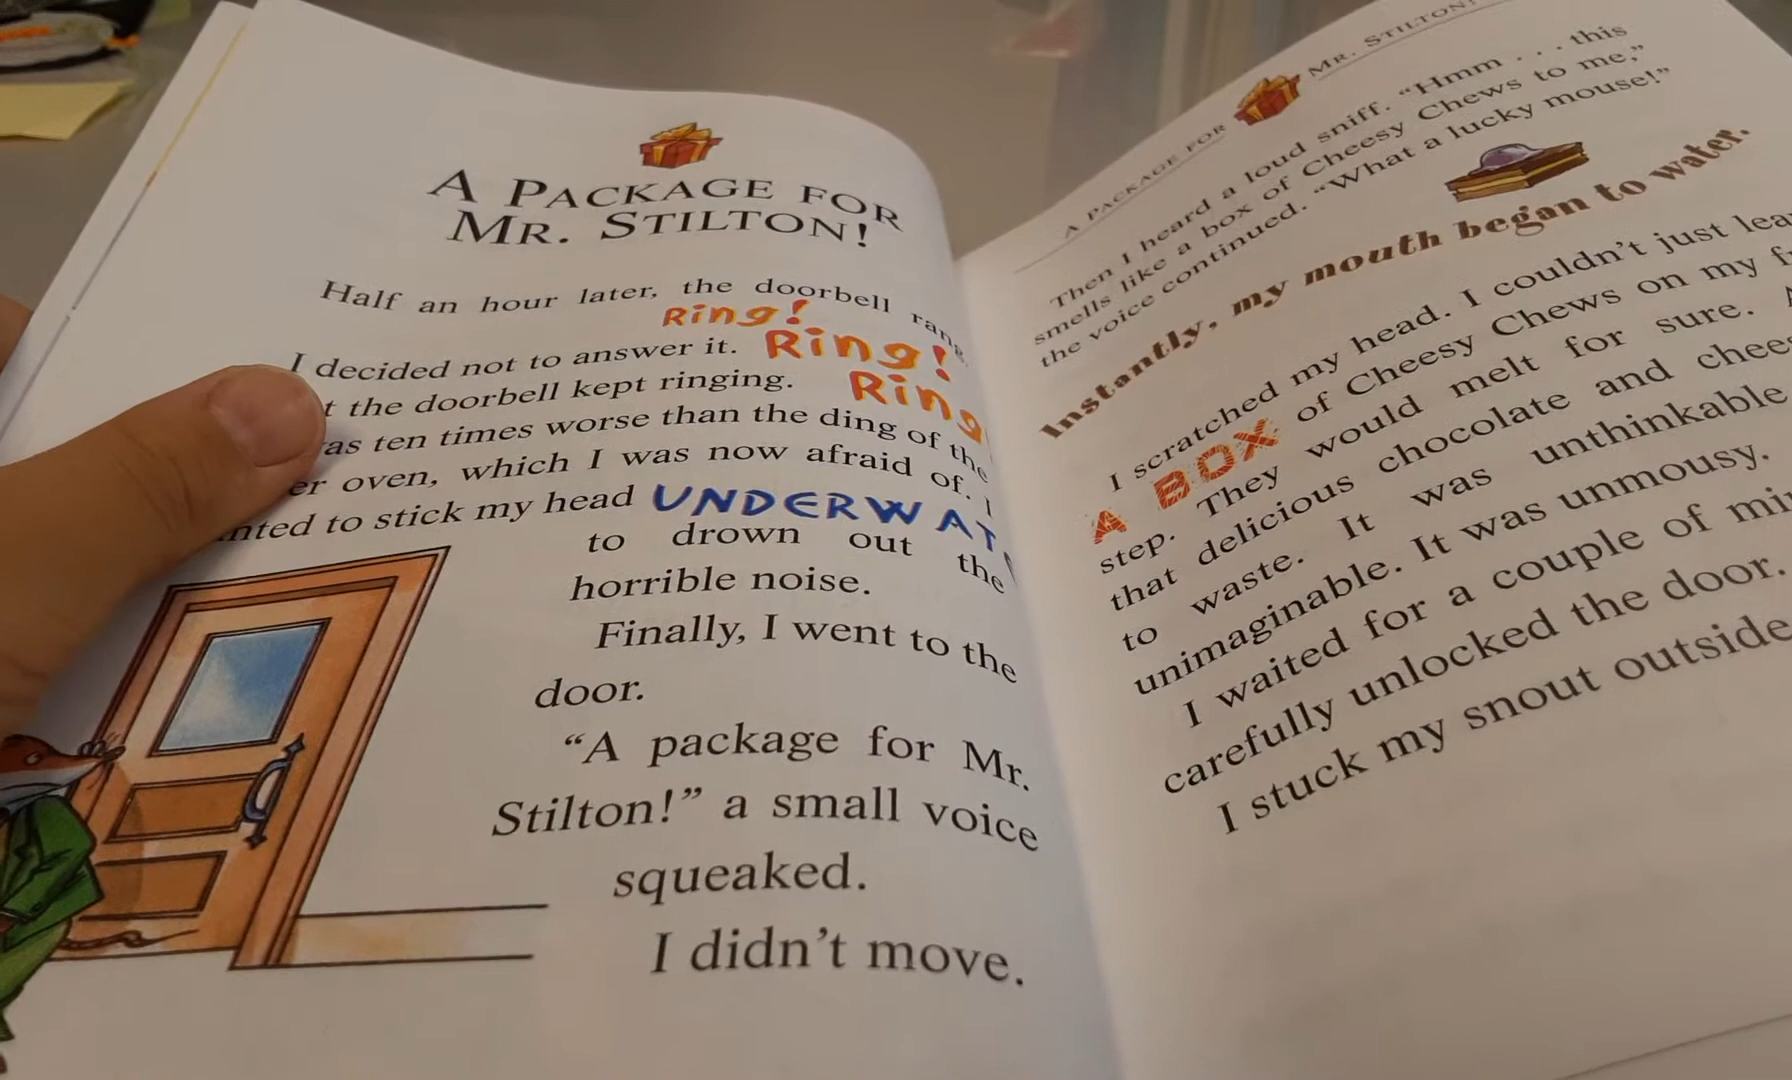 A PACKAGE FOR
MR. STILTON!
Half an hour later, the doorbell rang.
Ring!
I decided not to answer it. Ring!
the doorbell kept ringing. Ring
ten times worse than the ding of the
oven, which I was now afraid of. I
to stick my head
to drown out the
horrible noise.
Finally, I went to the
door.
“A package for Mr.
Stilton!” a small voice
squeaked.
I didn’t move.
A PACKAGE FOR MR. STILTON!
Then I heard a loud sniff. “Hmm . . . this
smells like a box of Cheesy Chews to me,”
the voice continued. “What a lucky mouse!”
Instantly, my mouth began to water.
I scratched my head. I couldn’t just
A BOX of Cheesy Chews on my
step. They would melt for sure.
that delicious chocolate and
to waste. It was unthinkable
unimaginable. It was unmousy.
I waited for a couple of
carefully unlocked the door.
I stuck my snout outside